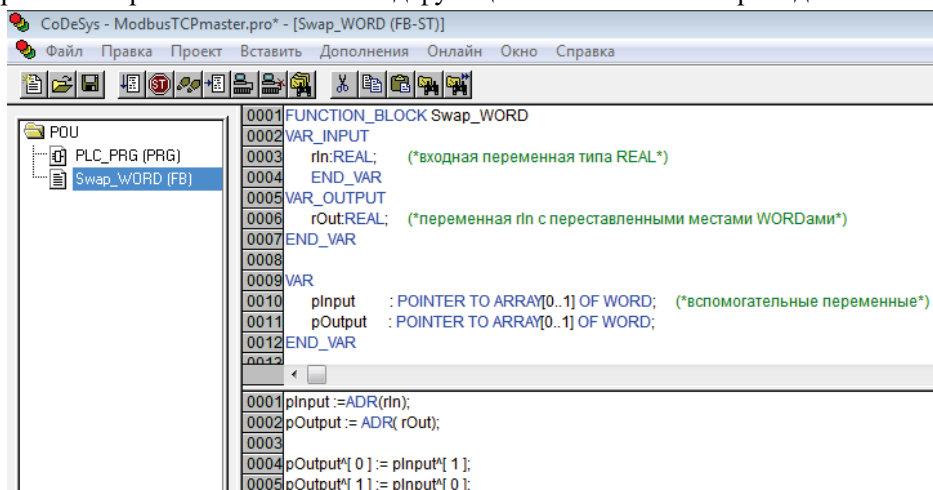 CoDeSys - ModbusTCPmaster.pro* - [Swap_WORD (FB-ST)]
Файл Правка Проект Вставить Дополнения Онлайн Окно Справка
POU
PLC_PRG (PRG)
Swap_WORD (FB)
0001 FUNCTION_BLOCK Swap_WORD
0002 VAR_INPUT
0003 rIn:REAL; (*входная переменная типа REAL*)
0004 END_VAR
0005 VAR_OUTPUT
0006 rOut:REAL; (*переменная rIn с переставленными местами WORDами*)
0007 END_VAR
0008
0009 VAR
0010 pInput : POINTER TO ARRAY[0..1] OF WORD; (*вспомогательные переменные*)
0011 pOutput : POINTER TO ARRAY[0..1] OF WORD;
0012 END_VAR
0013
0001 pInput :=ADR(rIn);
0002 pOutput := ADR( rOut);
0003
0004 pOutput^[ 0 ] := pInput^[ 1 ];
0005 pOutput^[ 1 ] := pInput^[ 0 ];